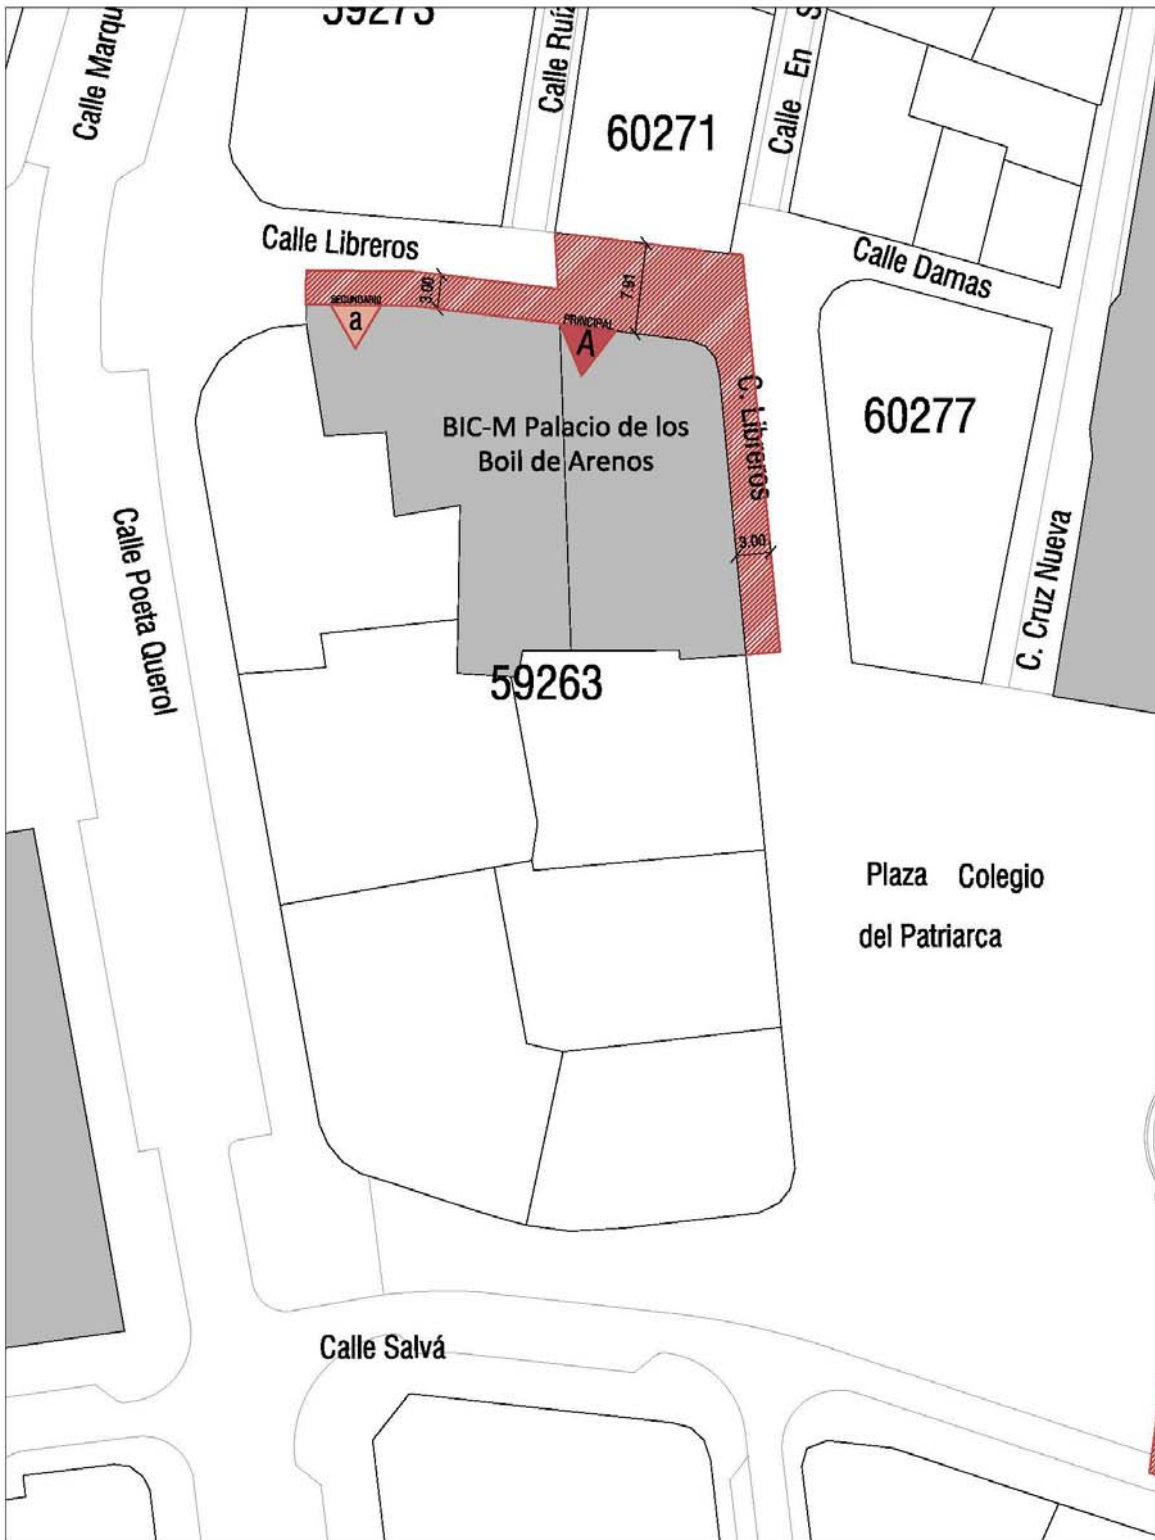 59273
Calle Marqu
Calle Ruíz
60271
Calle En S
Calle Libreros
Calle Damas
3.00
7.91
SECUNDARIO
a
PRINCIPAL
A
BIC-M Palacio de los
Boil de Arenos
C. Libreros
60277
3.00
Calle Poeta Querol
C. Cruz Nueva
59263
Plaza Colegio
del Patriarca
Calle Salvá